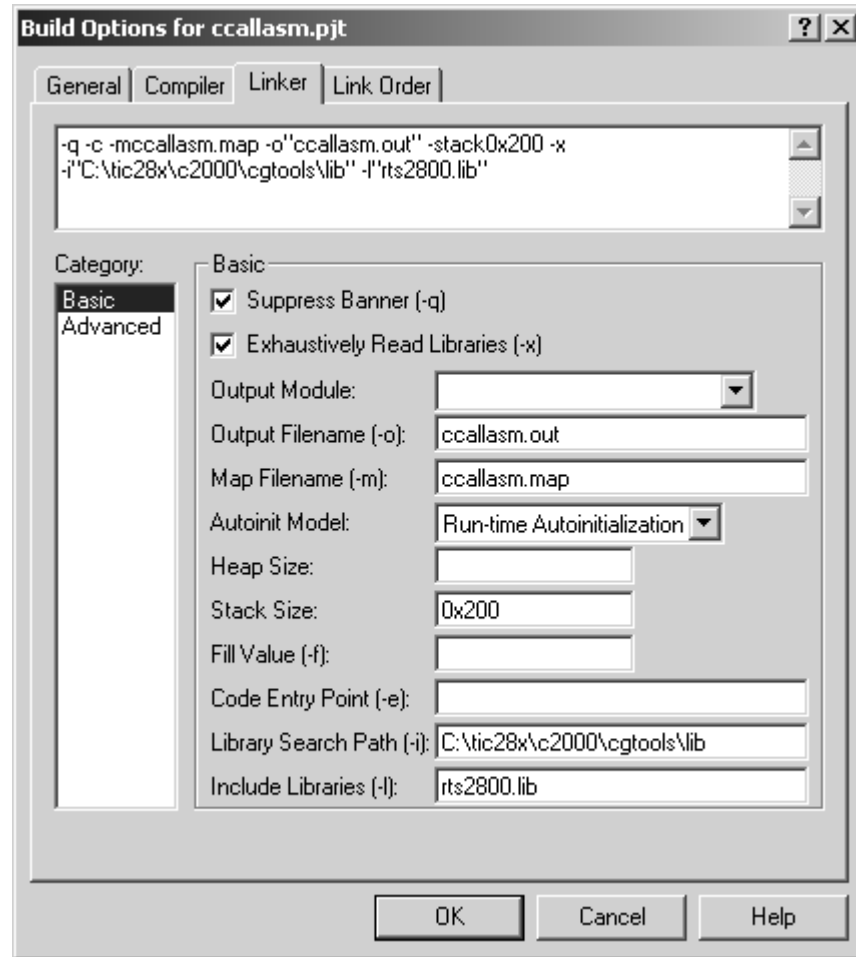 Build Options for ccallasm.pjt
General Compiler Linker Link Order
-q -c -mccallasm.map -o"ccallasm.out" -stack0x200 -x
-i"C:\tic28x\c2000\cgtools\lib" -l"rts2800.lib"
Category:
Basic
Advanced
Basic
Suppress Banner (-q)
Exhaustively Read Libraries (-x)
Output Module:
Output Filename (-o): ccallasm.out
Map Filename (-m): ccallasm.map
Autoinit Model: Run-time Autoinitialization
Heap Size:
Stack Size: 0x200
Fill Value (-f):
Code Entry Point (-e):
Library Search Path (-i): C:\tic28x\c2000\cgtools\lib
Include Libraries (-l): rts2800.lib
OK Cancel Help